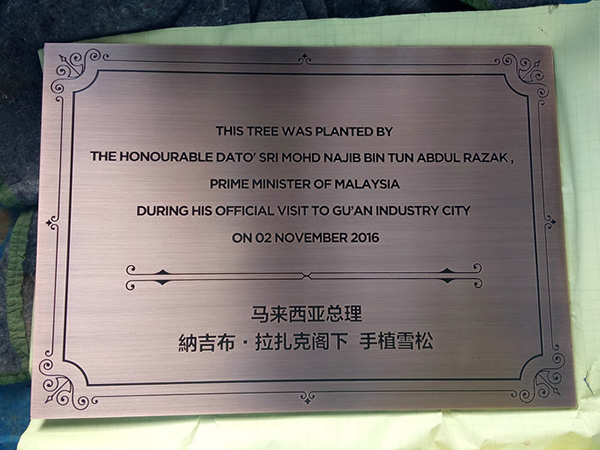 THIS TREE WAS PLANTED BY
THE HONOURABLE DATO' SRI MOHD NAJIB BIN TUN ABDUL RAZAK ,
PRIME MINISTER OF MALAYSIA
DURING HIS OFFICIAL VISIT TO GU'AN INDUSTRY CITY
ON 02 NOVEMBER 2016
马来西亚总理
納吉布·拉扎克阁下 手植雪松